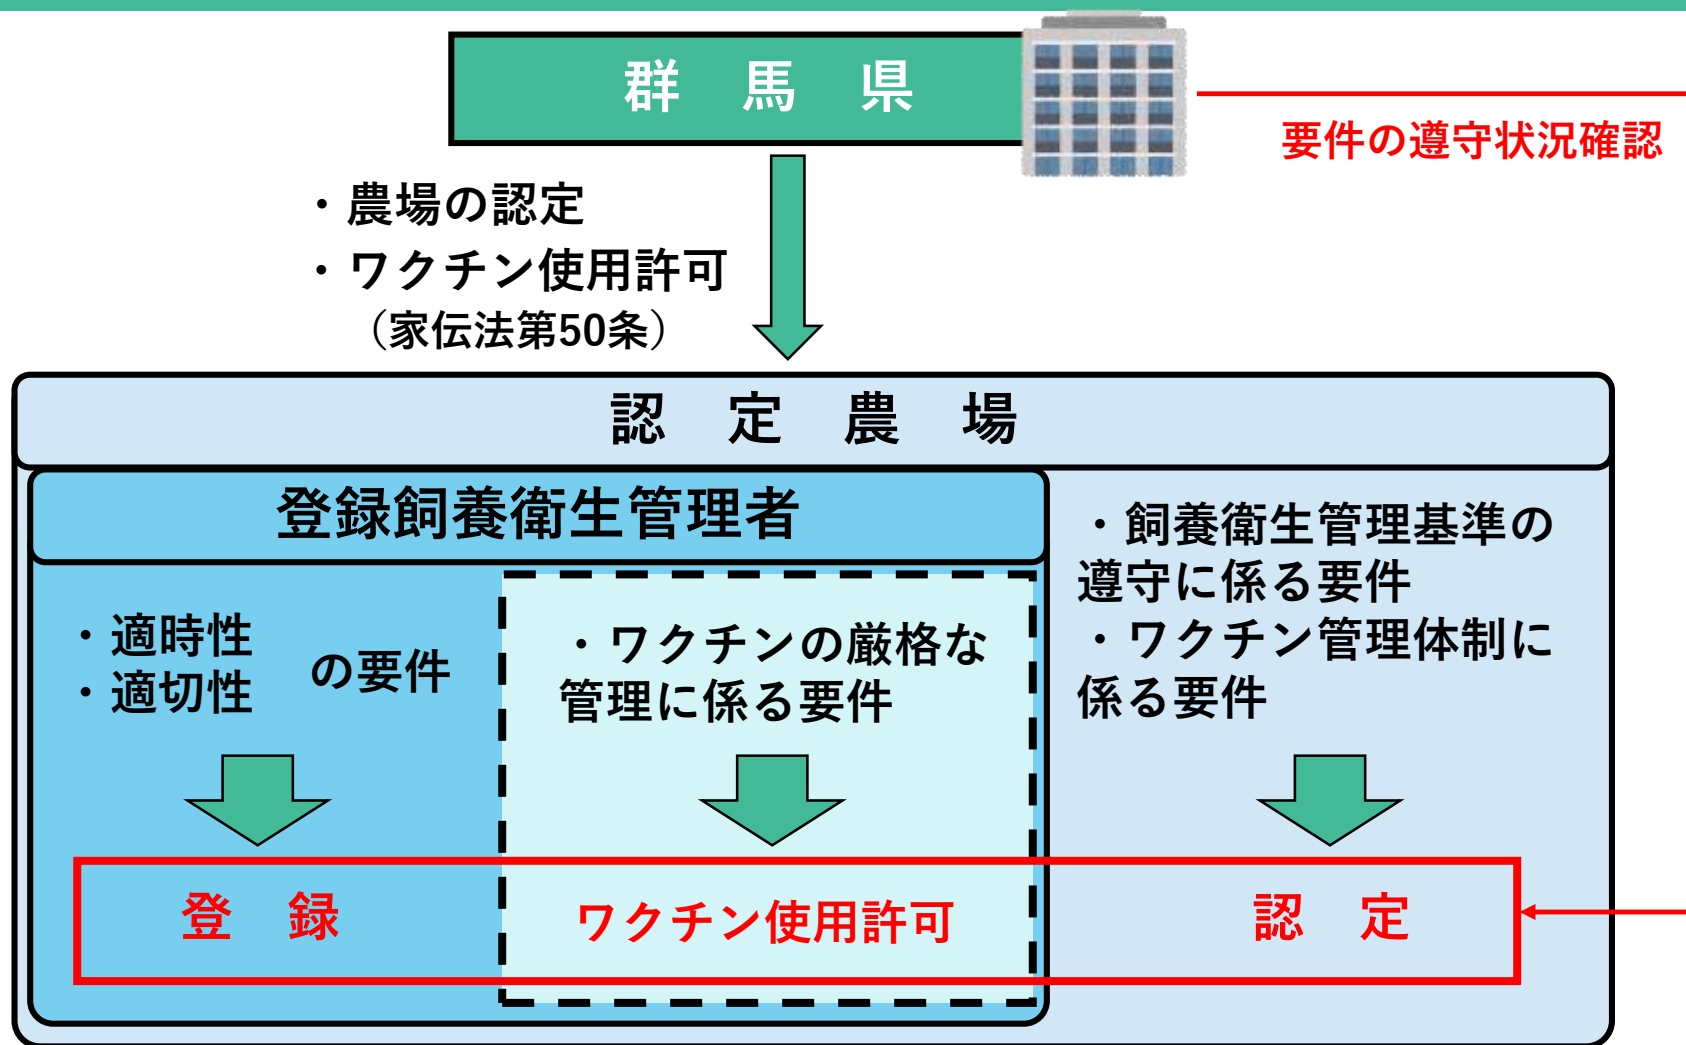 群 馬 県
要件の遵守状況確認
・農場の認定
・ワクチン使用許可
（家伝法第50条）
認 定 農 場
登録飼養衛生管理者
・適時性
・適切性
の要件
・ワクチンの厳格な
管理に係る要件
・飼養衛生管理基準の
遵守に係る要件
・ワクチン管理体制に
係る要件
登 録
ワクチン使用許可
認 定